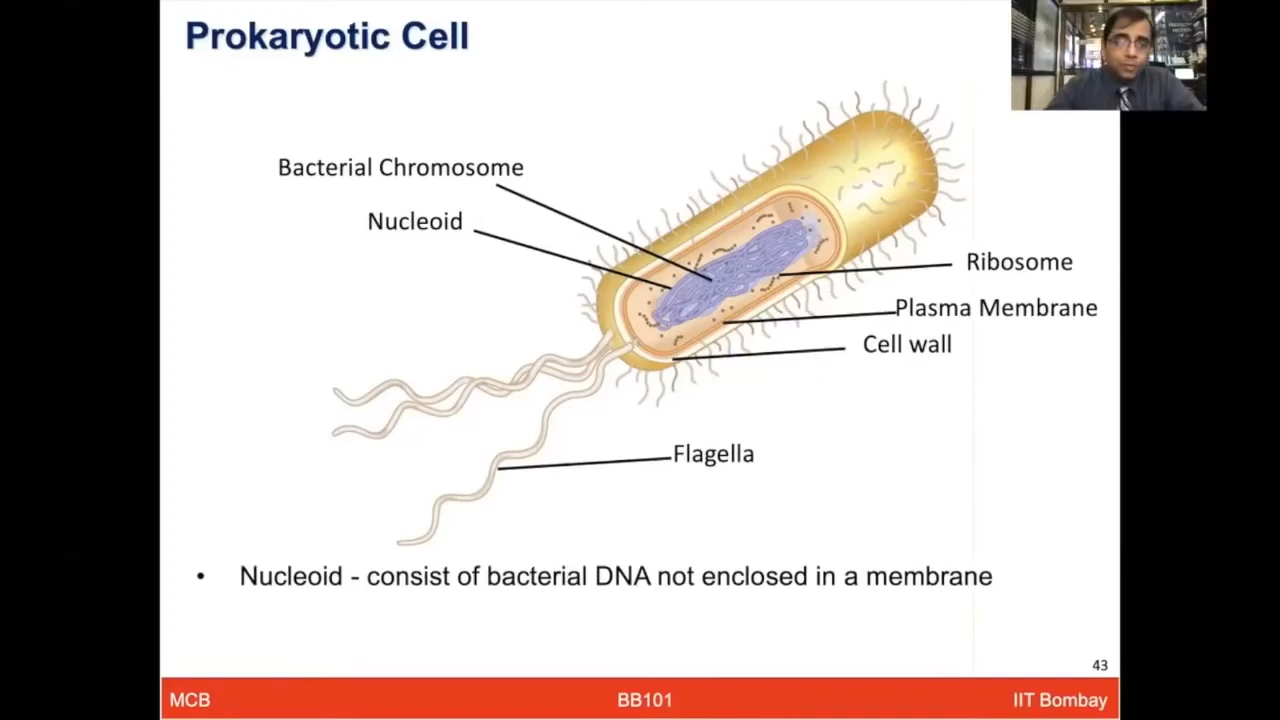 Prokaryotic Cell
Bacterial Chromosome
Nucleoid
Ribosome
Plasma Membrane
Cell wall
Flagella
• Nucleoid - consist of bacterial DNA not enclosed in a membrane
43
MCB BB101 IIT Bombay